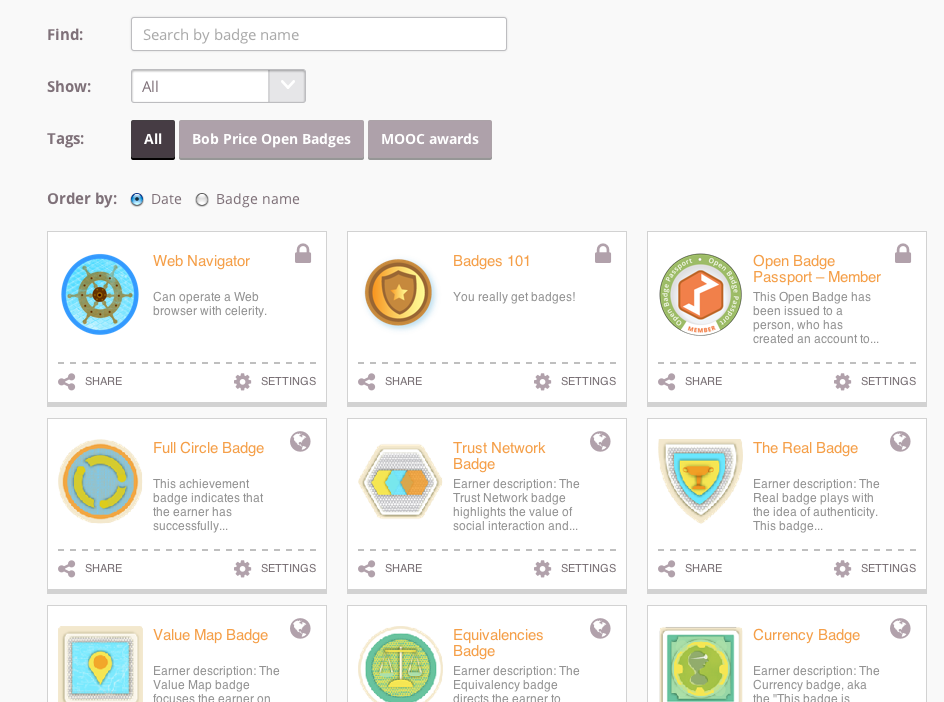 Find:
Search by badge name
Show:
All
Tags:
All
Bob Price Open Badges
MOOC awards
Order by:
Date
Badge name
Web Navigator
Can operate a Web
browser with celerity.
SHARE
SETTINGS
Badges 101
You really get badges!
SHARE
SETTINGS
Open Badge Passport • Open Badge Passport
MEMBER
Open Badge
Passport – Member
This Open Badge has
been issued to a
person, who has
created an account to...
SHARE
SETTINGS
Full Circle Badge
This achievement
badge indicates that
the earner has
successfully...
SHARE
SETTINGS
Trust Network
Badge
Earner description: The
Trust Network badge
highlights the value of
social interaction and...
SHARE
SETTINGS
The Real Badge
Earner description: The
Real badge plays with
the idea of authenticity.
This badge...
SHARE
SETTINGS
Value Map Badge
Earner description: The
Value Map badge
focuses the earner on
Equivalencies
Badge
Earner description: The
Equivalency badge
directs the earner to
Currency Badge
Earner description: The
Currency badge, aka
the "This badge is